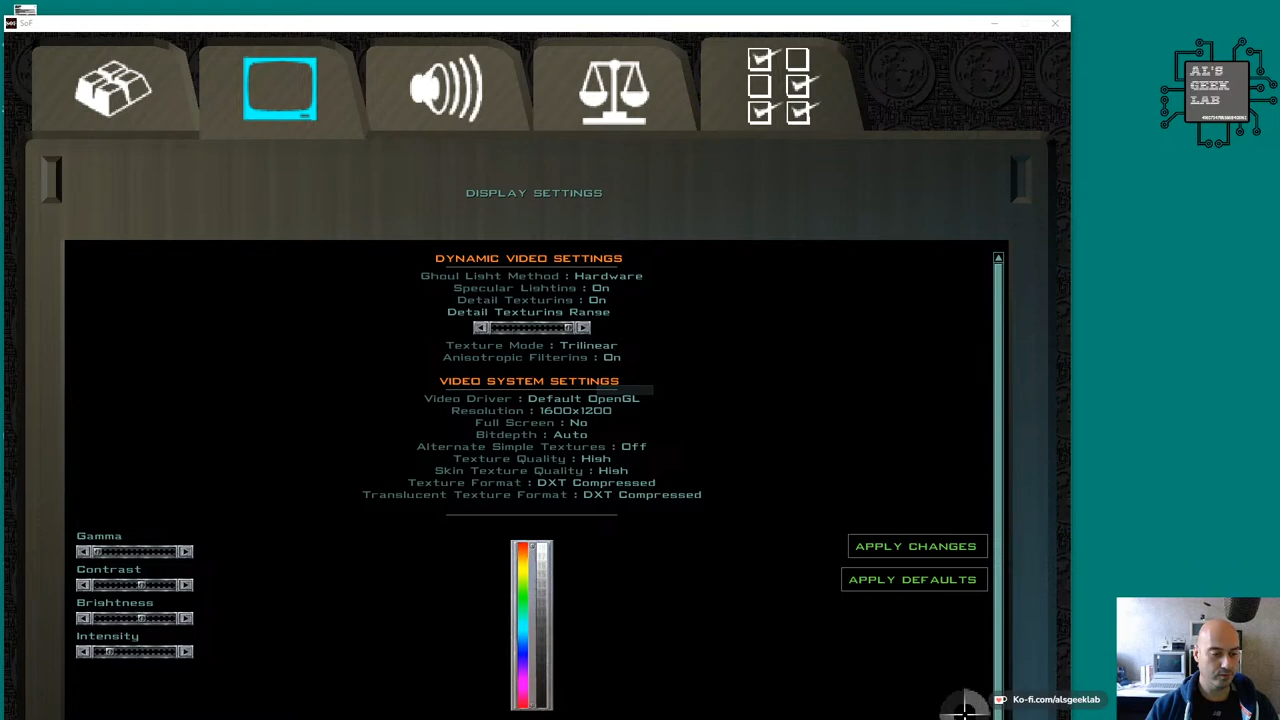 SoF
AL'S
GEEK
LAB
DISPLAY SETTINGS
DYNAMIC VIDEO SETTINGS
Ghoul Light Method : Hardware
Specular Lighting : On
Detail Texturing : On
Detail Texturing Range
Texture Mode : Trilinear
Anisotropic Filtering : On
VIDEO SYSTEM SETTINGS
Video Driver : Default OpenGL
Resolution : 1600x1200
Full Screen : No
Bitdepth : Auto
Alternate Simple Textures : Off
Texture Quality : High
Skin Texture Quality : High
Texture Format : DXT Compressed
Translucent Texture Format : DXT Compressed
Gamma
Contrast
Brightness
Intensity
APPLY CHANGES
APPLY DEFAULTS
Ko-fi.com/alsgeeklab